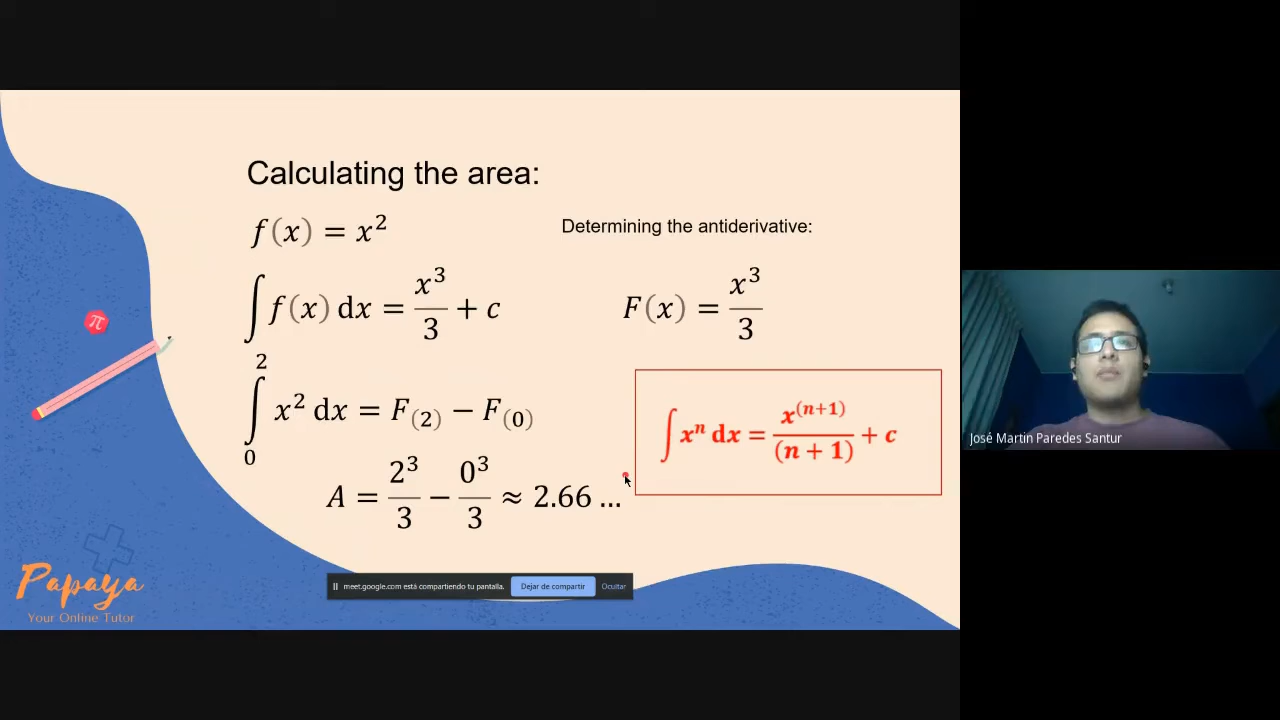 Calculating the area:
f(x) = x²
Determining the antiderivative:
∫ f(x) dx = x³/3 + c
F(x) = x³/3
∫₀² x² dx = F₍₂₎ − F₍₀₎
∫ xⁿ dx = x⁽ⁿ⁺¹⁾/(n + 1) + c
A = 2³/3 − 0³/3 ≈ 2.66 ...
π
José Martin Paredes Santur
Papaya
Your Online Tutor
meet.google.com está compartiendo tu pantalla. Dejar de compartir Ocultar